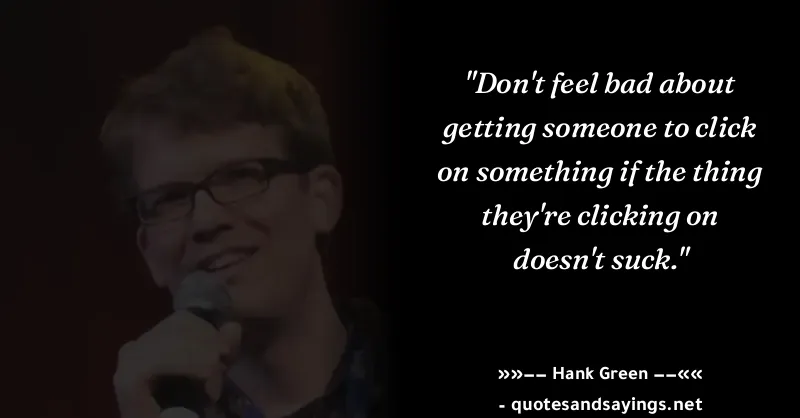 "Don't feel bad about
getting someone to click
on something if the thing
they're clicking on
doesn't suck."
»»−− Hank Green −−««
- quotesandsayings.net